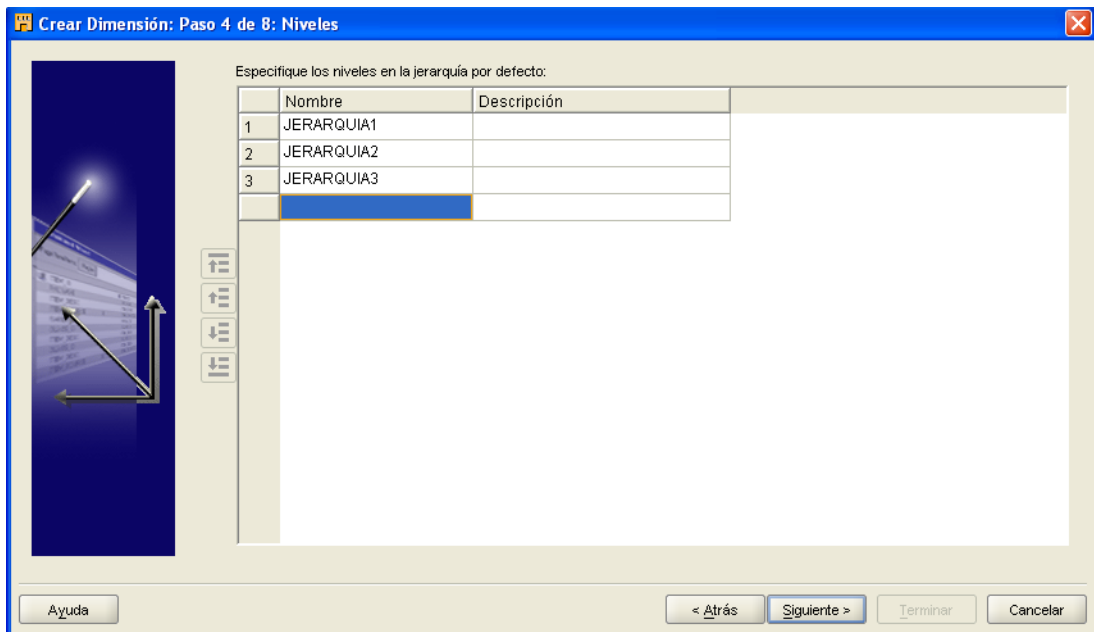 Crear Dimensión: Paso 4 de 8: Niveles
Especifique los niveles en la jerarquía por defecto:
Nombre Descripción
1 JERARQUIA1
2 JERARQUIA2
3 JERARQUIA3
Ayuda < Atrás Siguiente > Terminar Cancelar